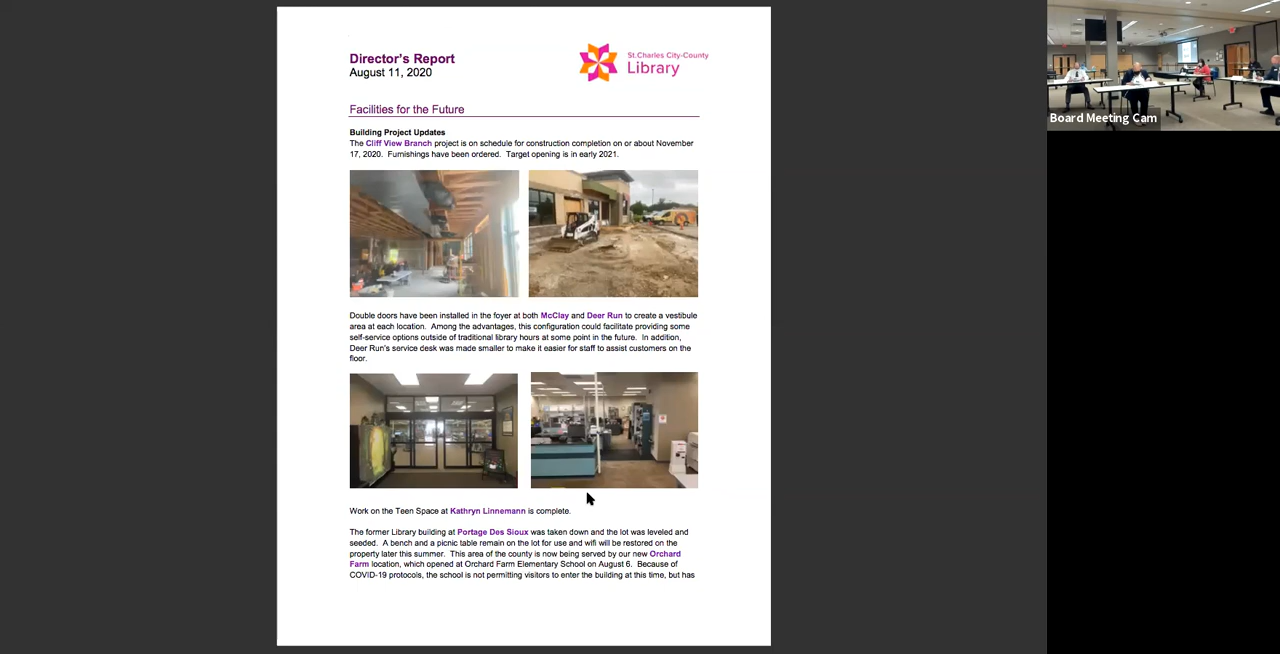 Director's Report
August 11, 2020
St.Charles City-County
Library
Facilities for the Future
Building Project Updates
The Cliff View Branch project is on schedule for construction completion on or about November
17, 2020.  Furnishings have been ordered.  Target opening is in early 2021.
Double doors have been installed in the foyer at both McClay and Deer Run to create a vestibule
area at each location.  Among the advantages, this configuration could facilitate providing some
self-service options outside of traditional library hours at some point in the future.  In addition,
Deer Run's service desk was made smaller to make it easier for staff to assist customers on the
floor.
Work on the Teen Space at Kathryn Linnemann is complete.
The former Library building at Portage Des Sioux was taken down and the lot was leveled and
seeded.  A bench and a picnic table remain on the lot for use and wifi will be restored on the
property later this summer.  This area of the county is now being served by our new Orchard
Farm location, which opened at Orchard Farm Elementary School on August 6.  Because of
COVID-19 protocols, the school is not permitting visitors to enter the building at this time, but has
Board Meeting Cam